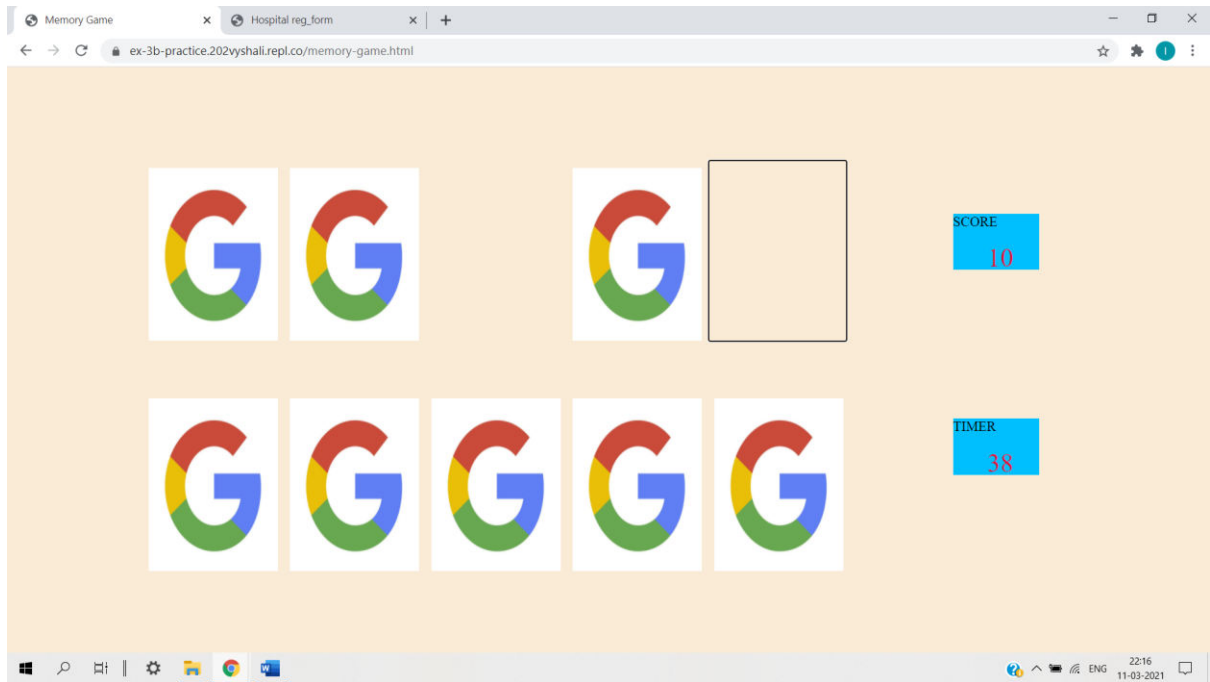 Memory Game
Hospital reg_form
ex-3b-practice.202vyshali.repl.co/memory-game.html
I
SCORE
10
TIMER
38
ENG
22:16
11-03-2021